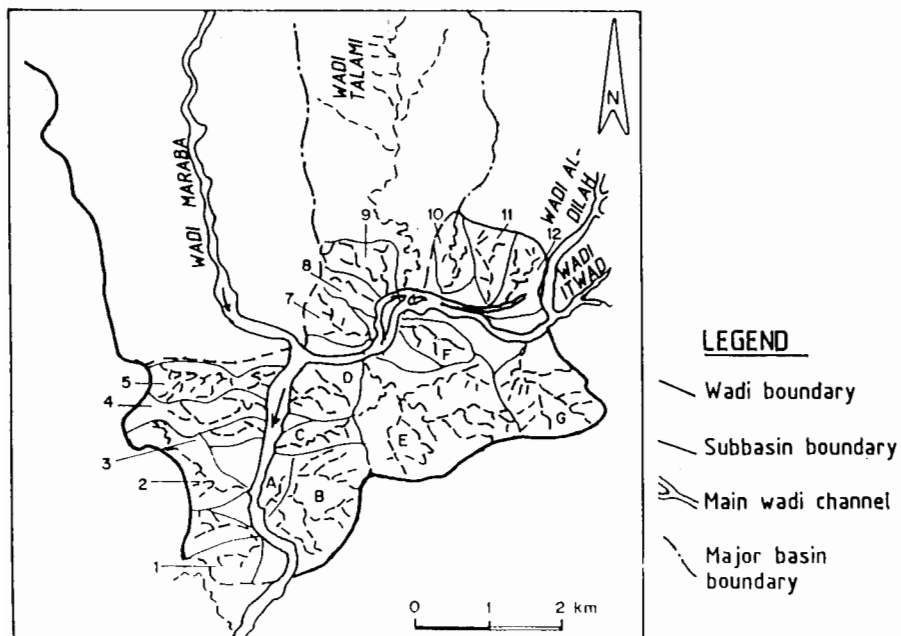 WADI
TALAMI
N
WADI MARABA
WADI AL-
DILAH
WADI
ITWAD
9
10
11
12
8
7
5
4
3
2
1
D
F
C
E
G
A
B
0 1 2 km
LEGEND
Wadi boundary
Subbasin boundary
Main wadi channel
Major basin
boundary